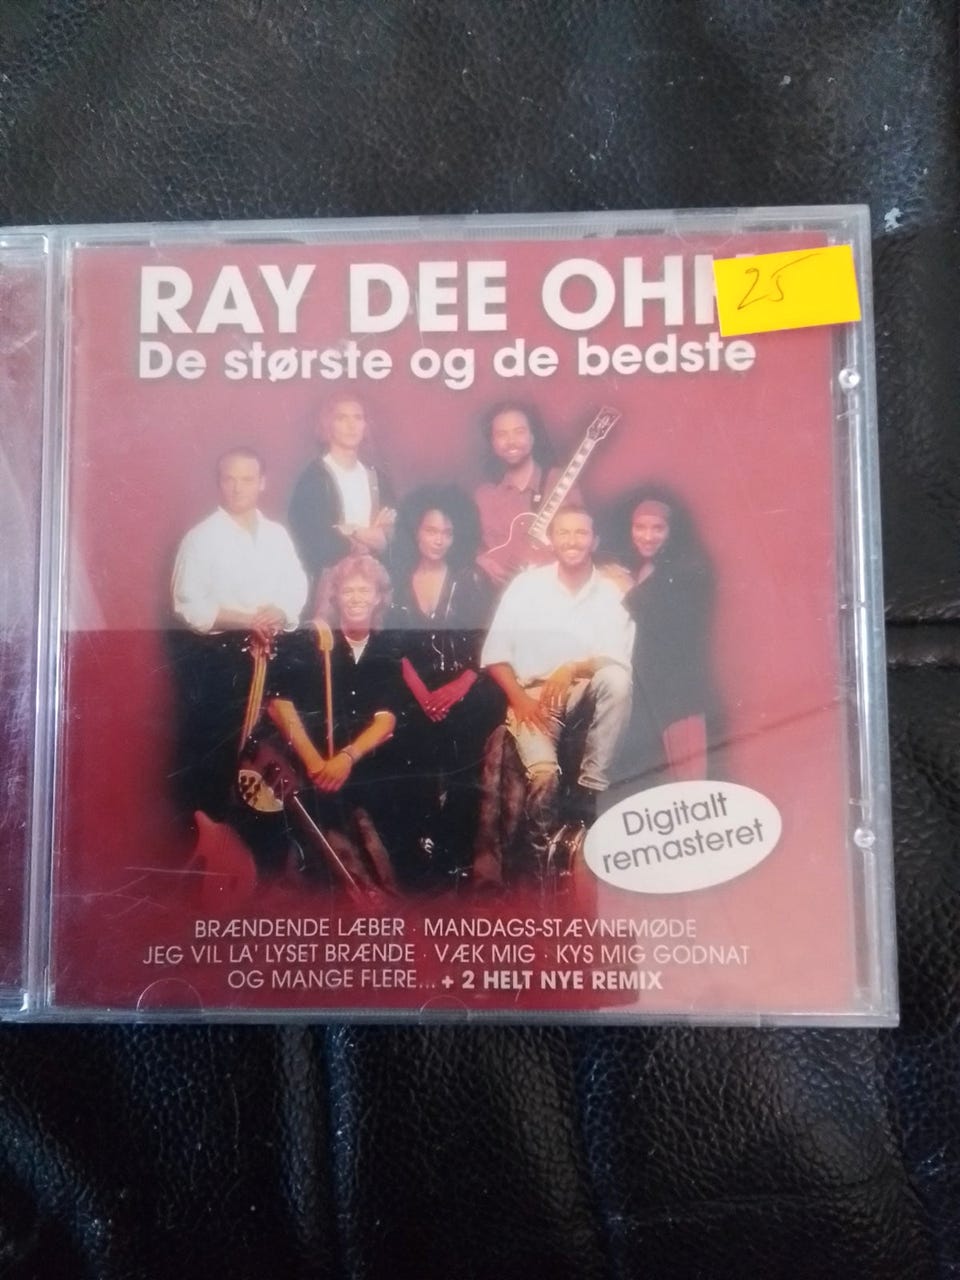 RAY DEE OHH
25
De største og de bedste
Digitalt
remasteret
BRÆNDENDE LÆBER · MANDAGS-STÆVNEMØDE
JEG VIL LA' LYSET BRÆNDE · VÆK MIG · KYS MIG GODNAT
OG MANGE FLERE... + 2 HELT NYE REMIX